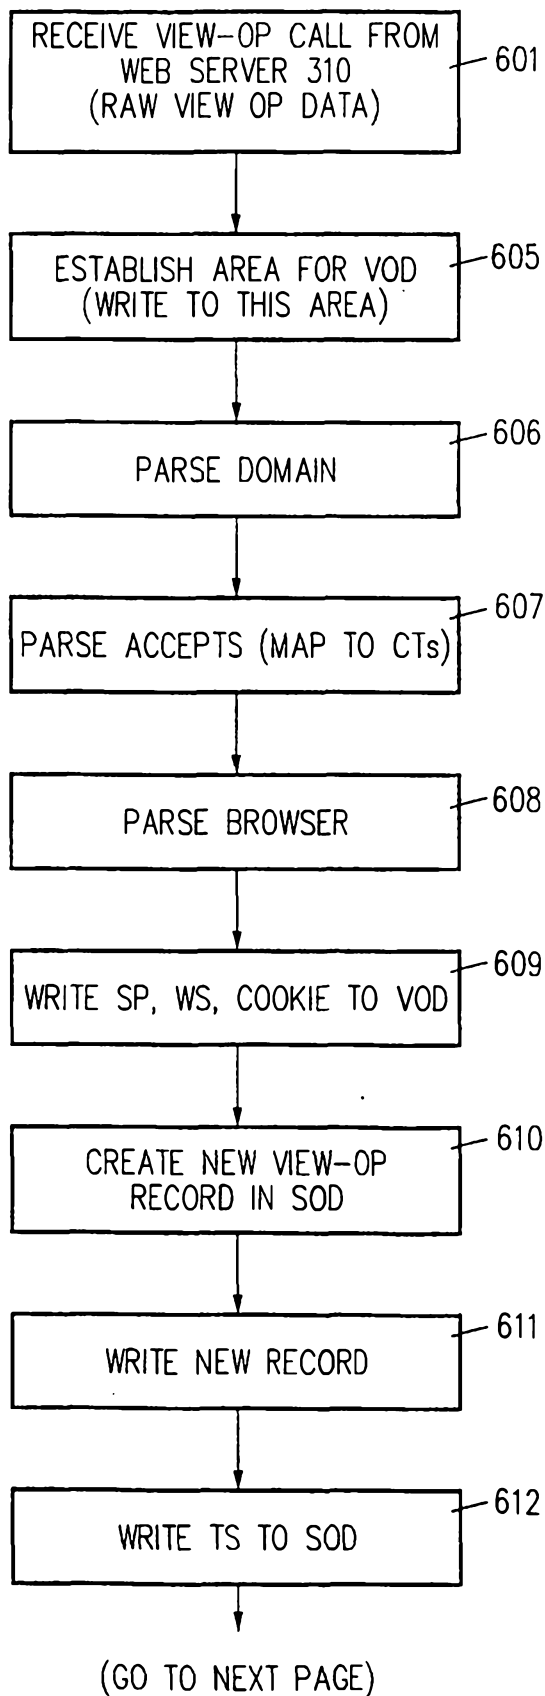 RECEIVE VIEW-OP CALL FROM
WEB SERVER 310
(RAW VIEW OP DATA)
601
ESTABLISH AREA FOR VOD
(WRITE TO THIS AREA)
605
PARSE DOMAIN
606
PARSE ACCEPTS (MAP TO CTs)
607
PARSE BROWSER
608
WRITE SP, WS, COOKIE TO VOD
609
CREATE NEW VIEW-OP
RECORD IN SOD
610
WRITE NEW RECORD
611
WRITE TS TO SOD
612
(GO TO NEXT PAGE)